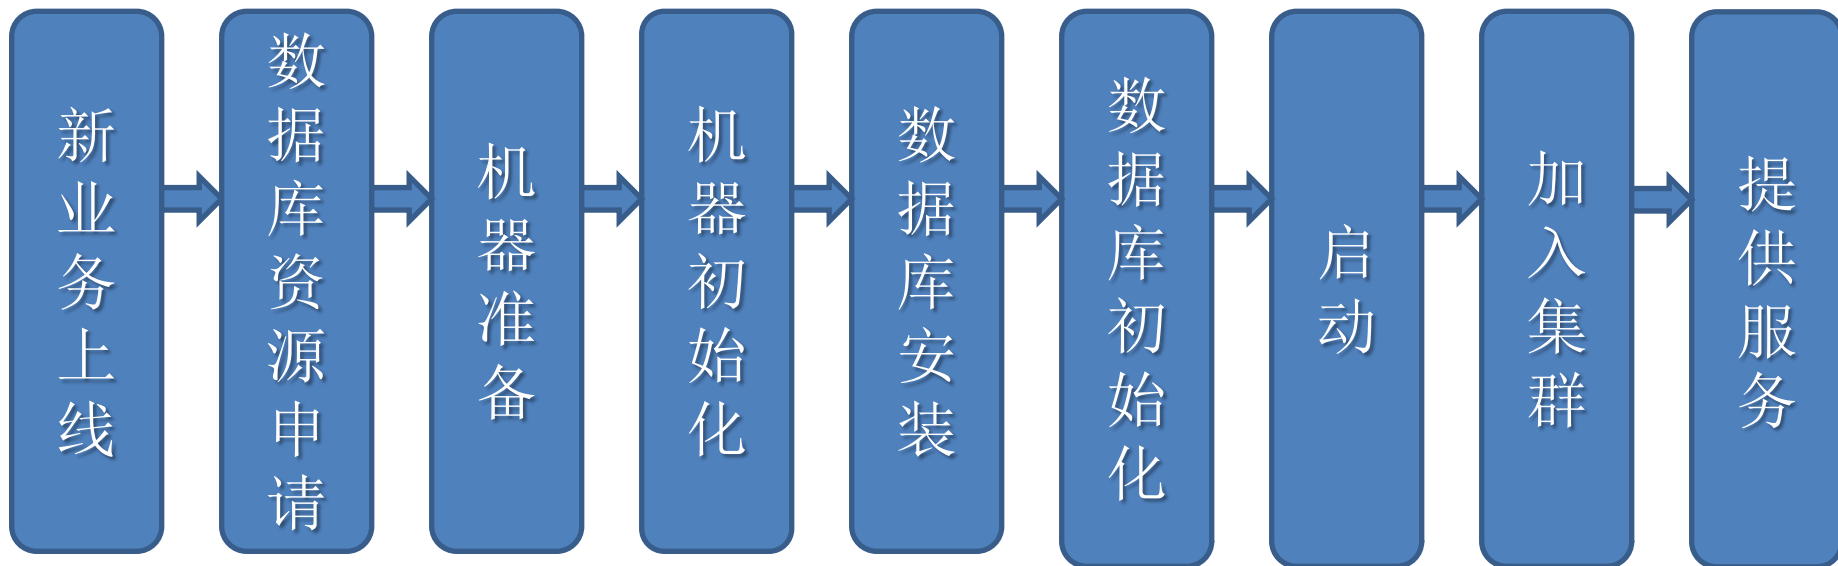 新业务上线
数据库资源申请
机器准备
机器初始化
数据库安装
数据库初始化
启动
加入集群
提供服务